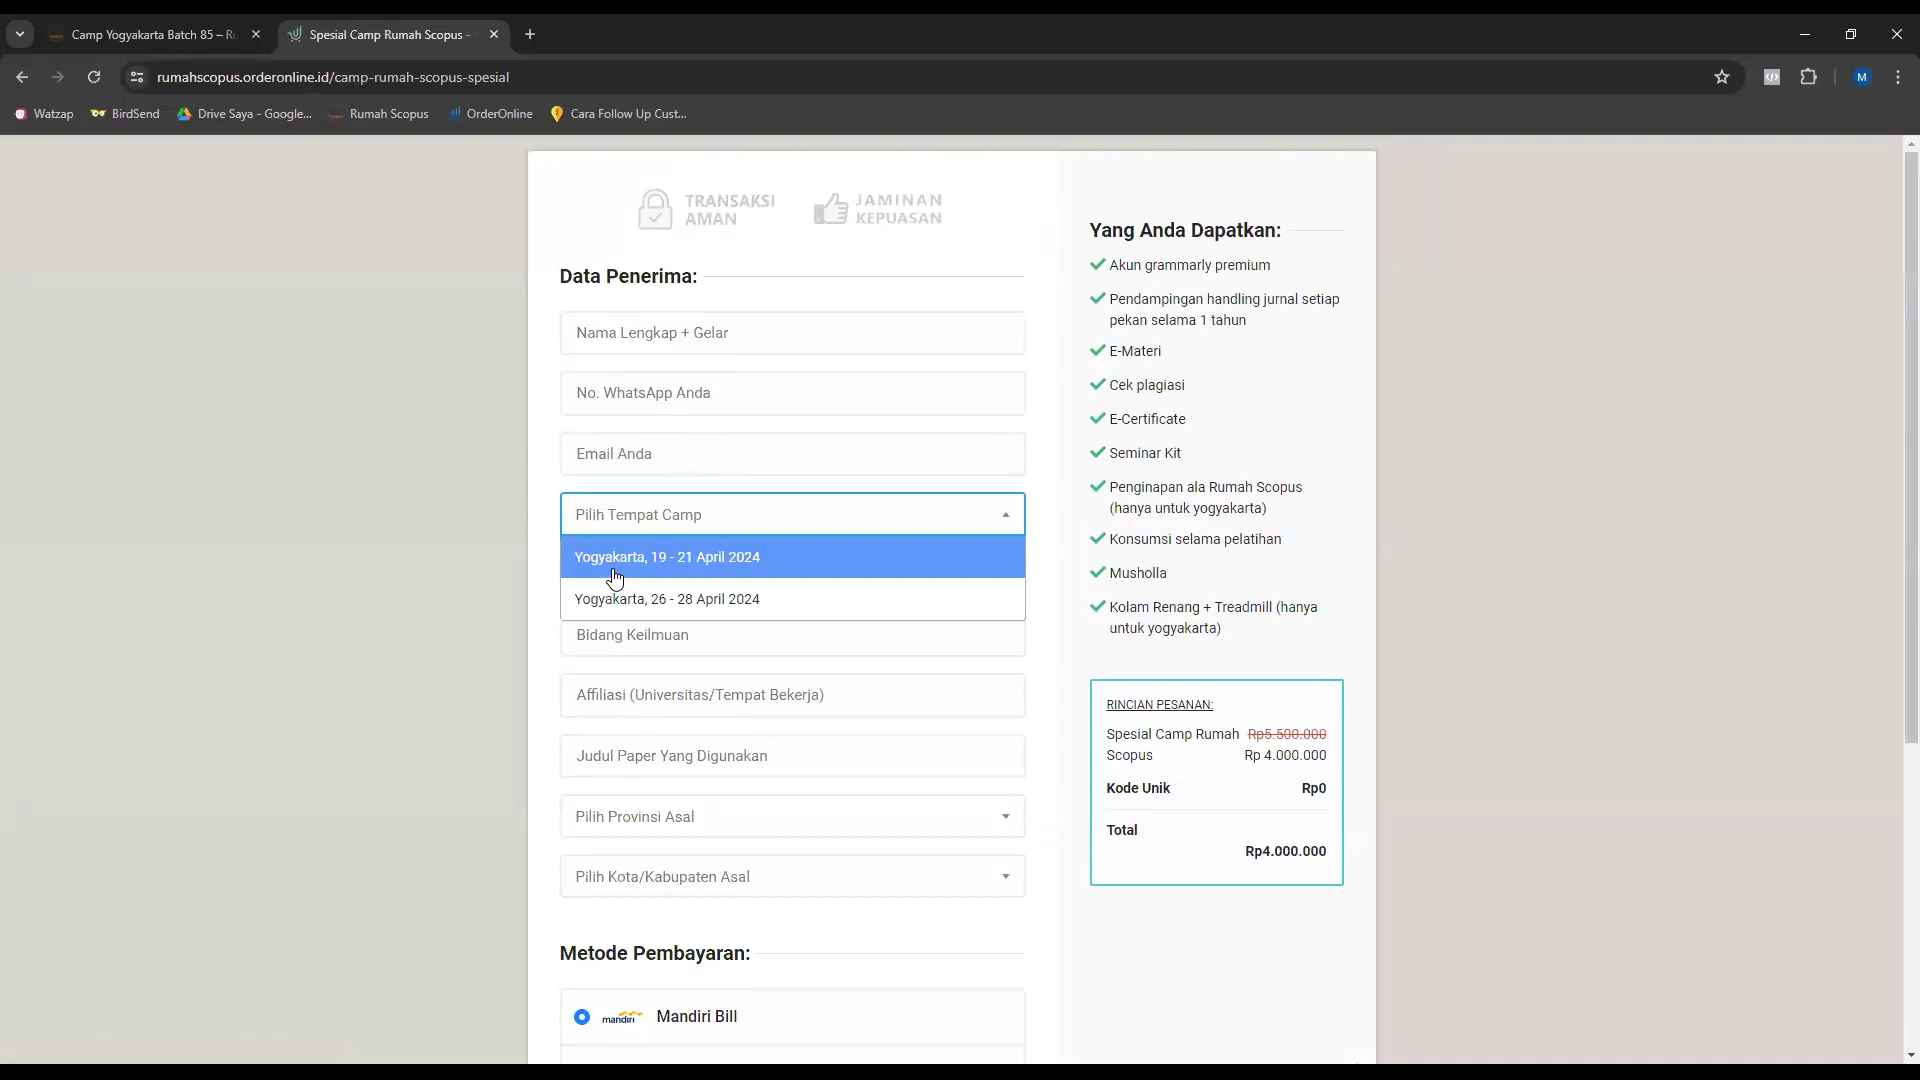 Camp Yogyakarta Batch 85 – Ru
Spesial Camp Rumah Scopus -
rumahscopus.orderonline.id/camp-rumah-scopus-spesial
M
Watzap
BirdSend
Drive Saya - Google...
Rumah Scopus
OrderOnline
Cara Follow Up Cust...
TRANSAKSI
AMAN
JAMINAN
KEPUASAN
Data Penerima:
Nama Lengkap + Gelar
No. WhatsApp Anda
Email Anda
Pilih Tempat Camp
Yogyakarta, 19 - 21 April 2024
Yogyakarta, 26 - 28 April 2024
Bidang Keilmuan
Affiliasi (Universitas/Tempat Bekerja)
Judul Paper Yang Digunakan
Pilih Provinsi Asal
Pilih Kota/Kabupaten Asal
Metode Pembayaran:
mandiri
Mandiri Bill
Yang Anda Dapatkan:
Akun grammarly premium
Pendampingan handling jurnal setiap
pekan selama 1 tahun
E-Materi
Cek plagiasi
E-Certificate
Seminar Kit
Penginapan ala Rumah Scopus
(hanya untuk yogyakarta)
Konsumsi selama pelatihan
Musholla
Kolam Renang + Treadmill (hanya
untuk yogyakarta)
RINCIAN PESANAN:
Spesial Camp Rumah Rp5.500.000
Scopus Rp 4.000.000
Kode Unik Rp0
Total
Rp4.000.000